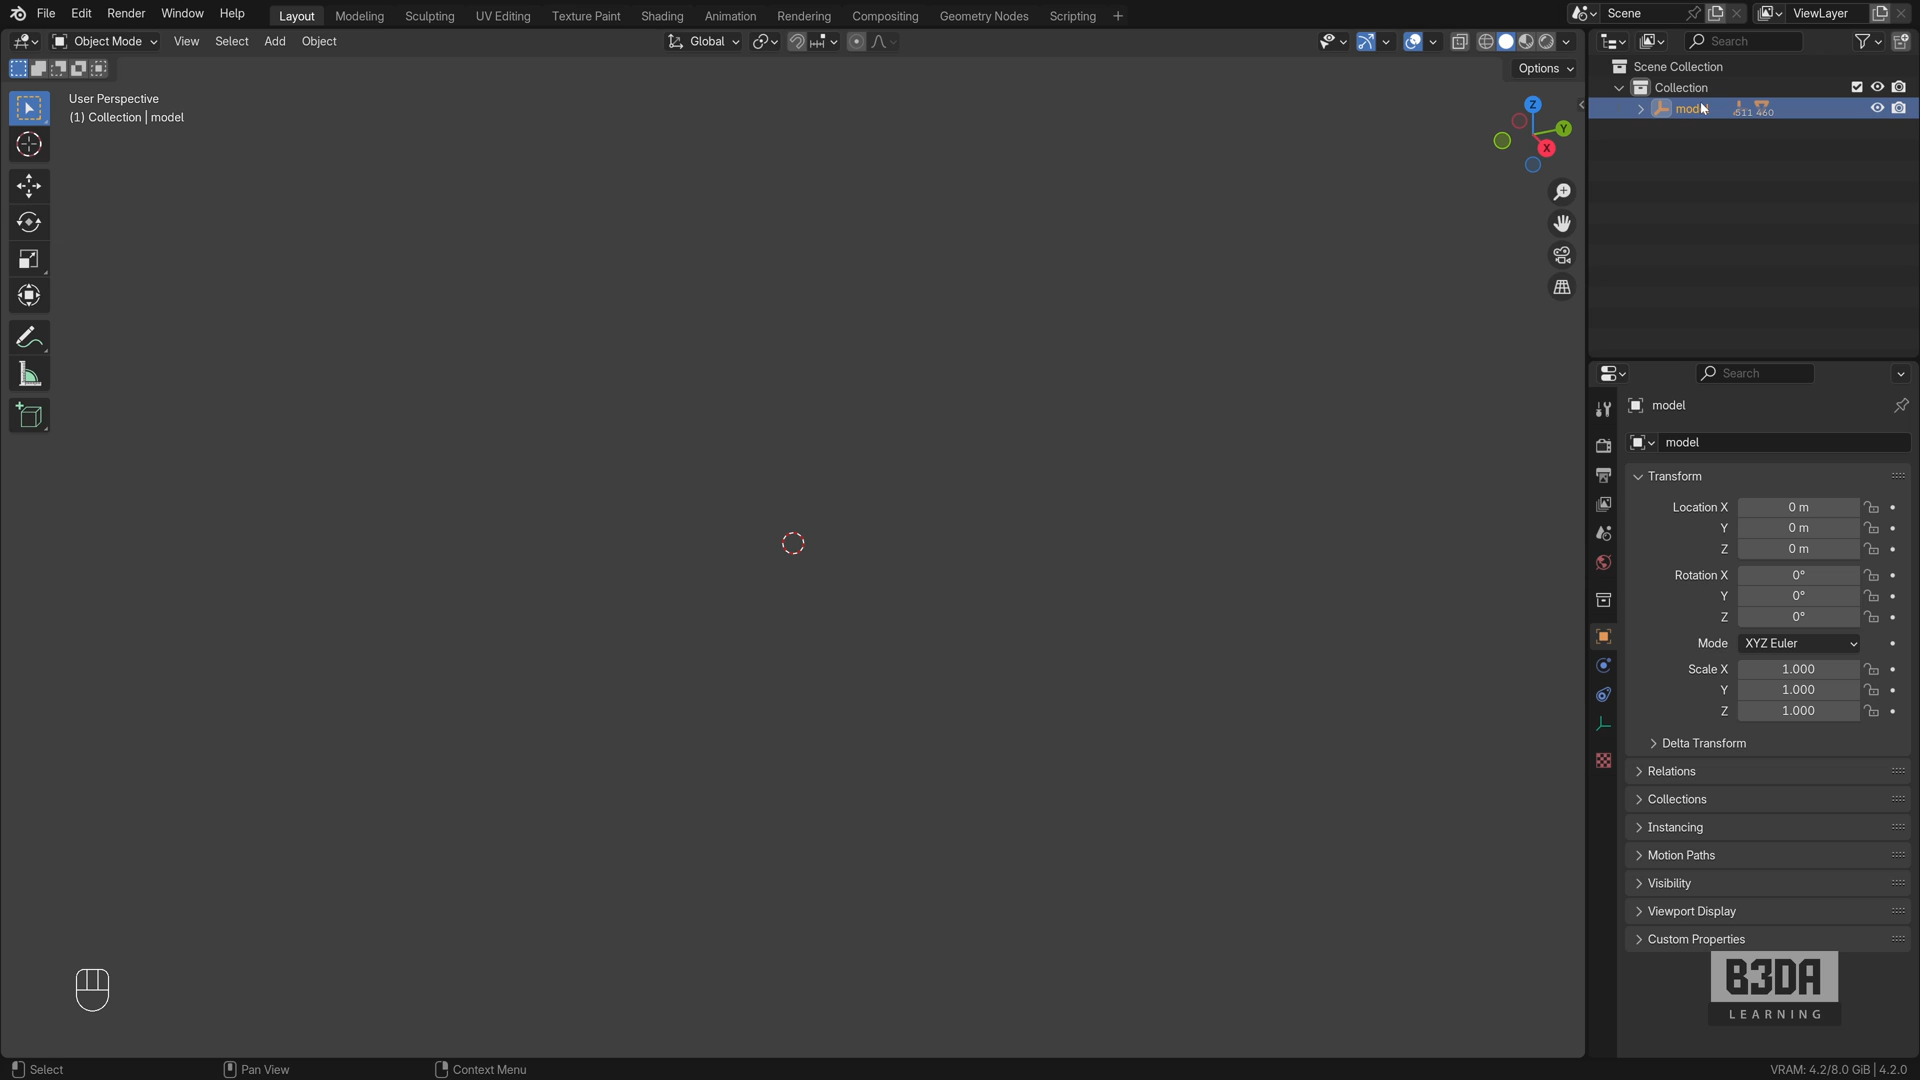 File Edit Render Window Help Layout Modeling Sculpting UV Editing Texture Paint Shading Animation Rendering Compositing Geometry Nodes Scripting + Scene ViewLayer
Object Mode View Select Add Object Global Search
Options
User Perspective
(1) Collection | model
Z
Y
X
Scene Collection
Collection
511 460
Search
model
model
Transform
Location X 0 m
Y 0 m
Z 0 m
Rotation X 0°
Y 0°
Z 0°
Mode XYZ Euler
Scale X 1.000
Y 1.000
Z 1.000
Delta Transform
Relations
Collections
Instancing
Motion Paths
Visibility
Viewport Display
Custom Properties
B3DA
LEARNING
Select Pan View Context Menu VRAM: 4.2/8.0 GiB | 4.2.0